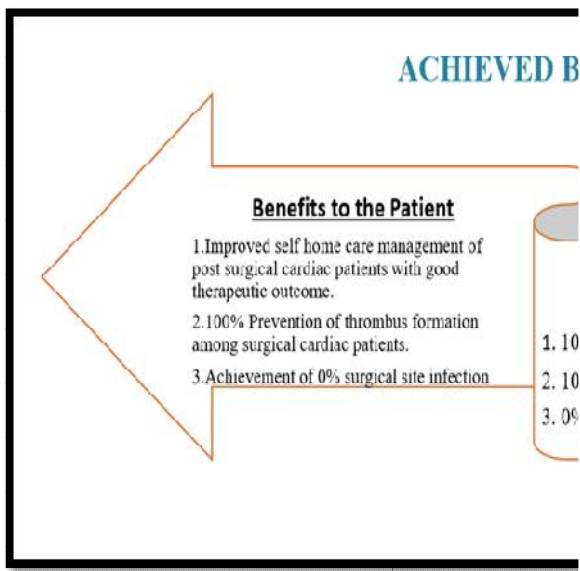 ACHIEVED B
Benefits to the Patient
1.Improved self home care management of
post surgical cardiac patients with good
therapeutic outcome.
2.100% Prevention of thrombus formation
among surgical cardiac patients.
3.Achievement of 0% surgical site infection
1. 10
2. 10
3. 0%